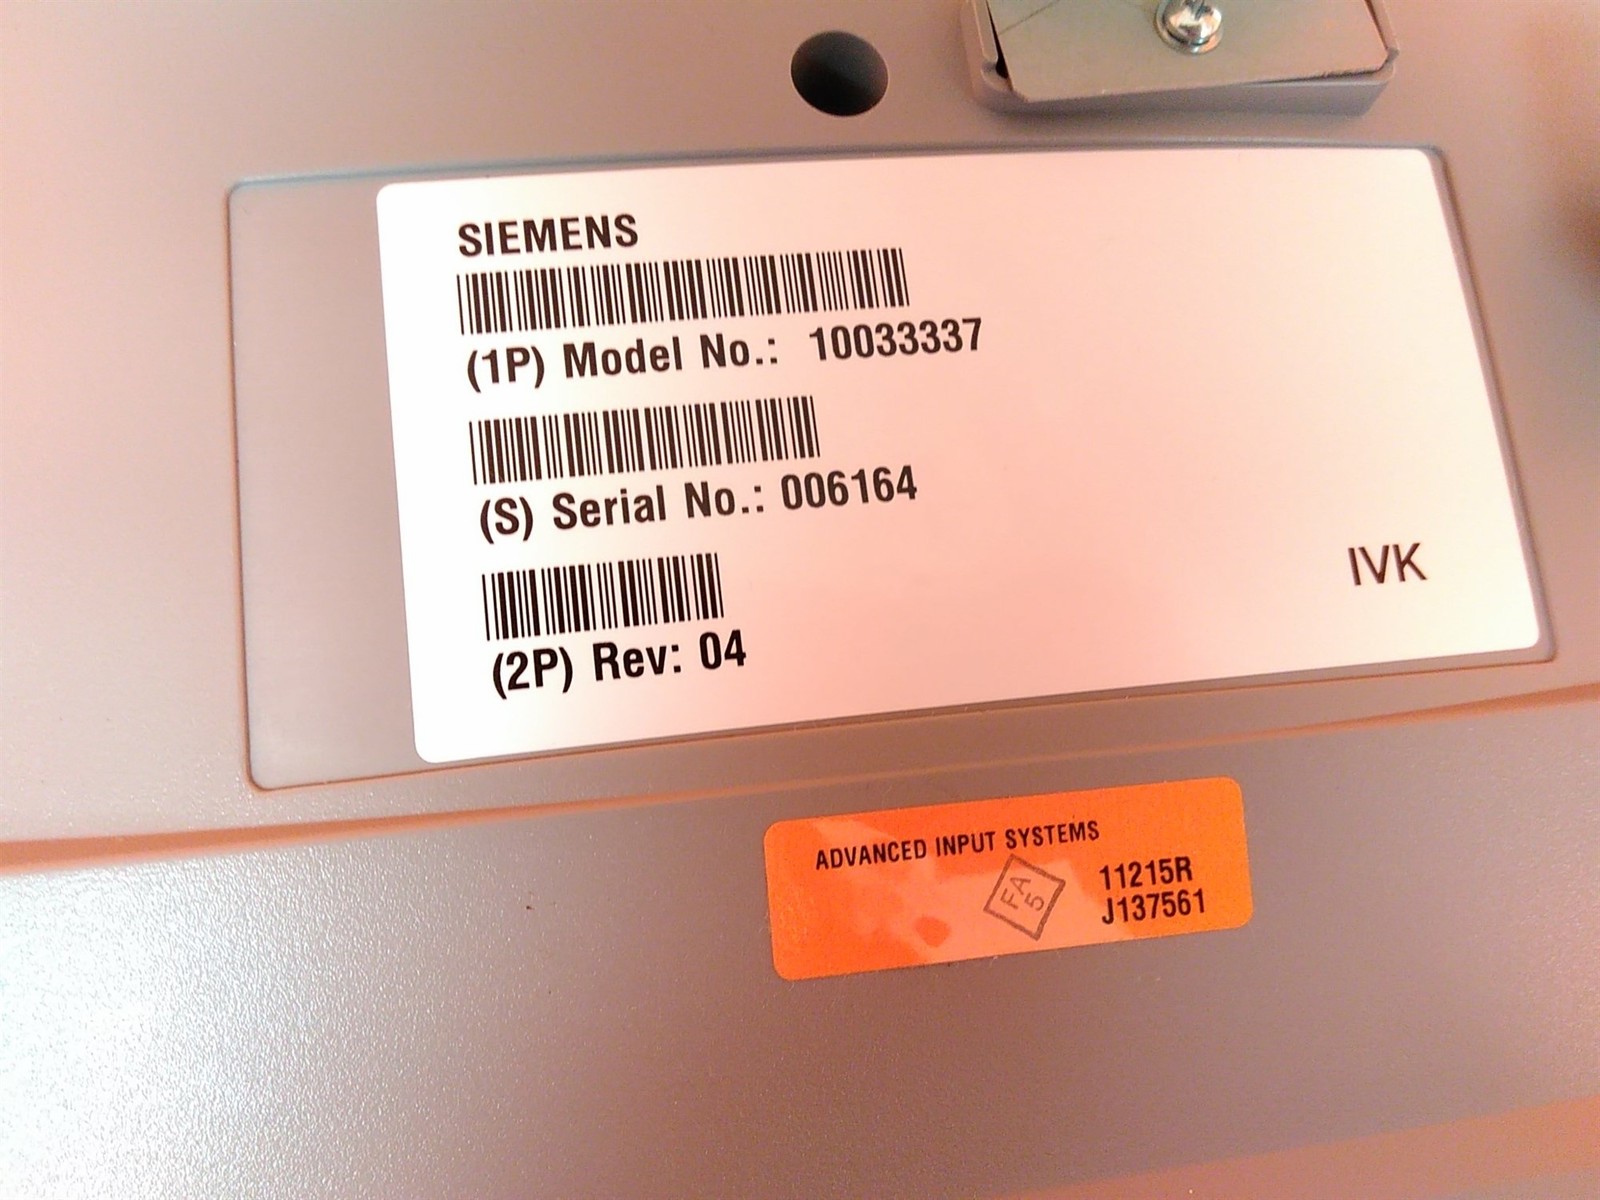 SIEMENS
(1P) Model No.: 10033337
(S) Serial No.: 006164
IVK
(2P) Rev: 04
ADVANCED INPUT SYSTEMS
FA
5
11215R
J137561